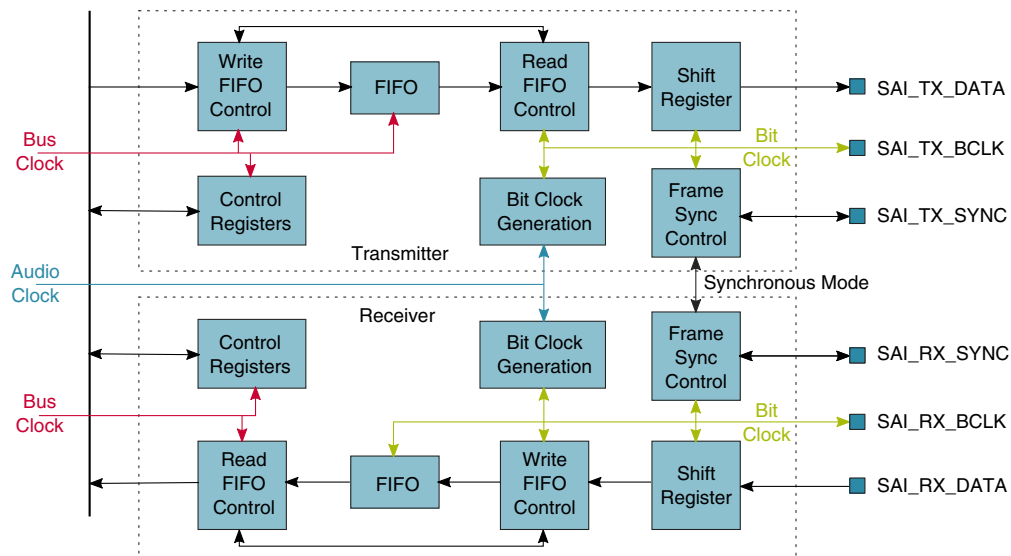 Write
FIFO
Control
FIFO
Read
FIFO
Control
Shift
Register
SAI_TX_DATA
Bus
Clock
Bit
Clock
SAI_TX_BCLK
Control
Registers
Bit Clock
Generation
Frame
Sync
Control
SAI_TX_SYNC
Transmitter
Audio
Clock
Synchronous Mode
Receiver
Control
Registers
Bit Clock
Generation
Frame
Sync
Control
SAI_RX_SYNC
Bus
Clock
Bit
Clock
SAI_RX_BCLK
Read
FIFO
Control
FIFO
Write
FIFO
Control
Shift
Register
SAI_RX_DATA